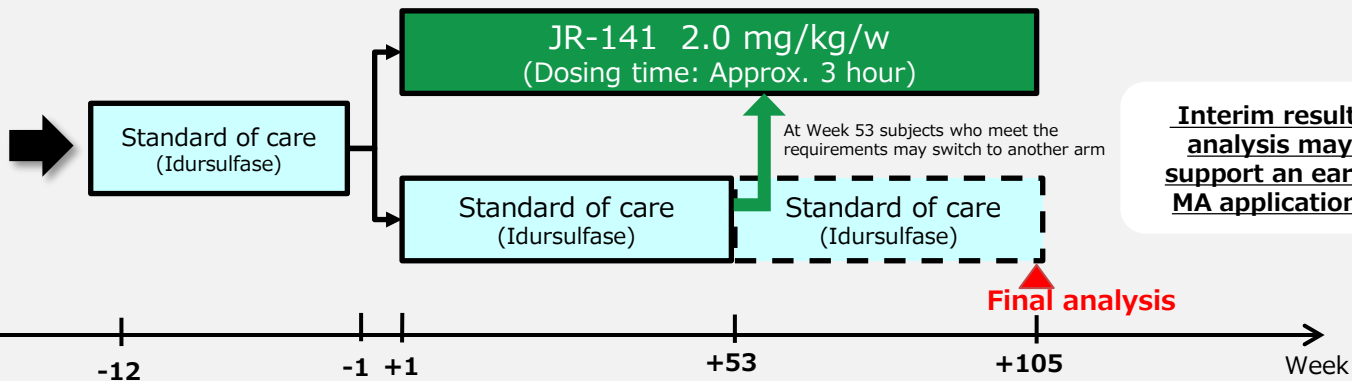 JR-141 2.0 mg/kg/w
(Dosing time: Approx. 3 hour)
Standard of care
(Idursulfase)
At Week 53 subjects who meet the
requirements may switch to another arm
Interim result
analysis may
support an ear
MA application
Standard of care
(Idursulfase)
Standard of care
(Idursulfase)
Final analysis
-12
-1
+1
+53
+105
Week